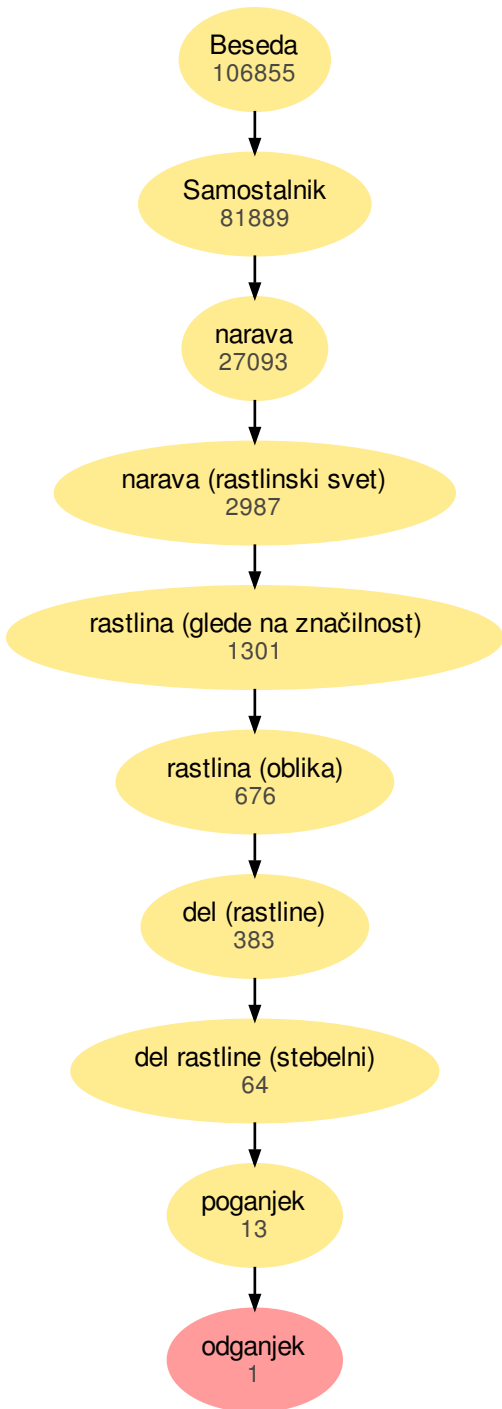 Beseda
106855
Samostalnik
81889
narava
27093
narava (rastlinski svet)
2987
rastlina (glede na značilnost)
1301
rastlina (oblika)
676
del (rastline)
383
del rastline (stebelni)
64
poganjek
13
odganjek
1